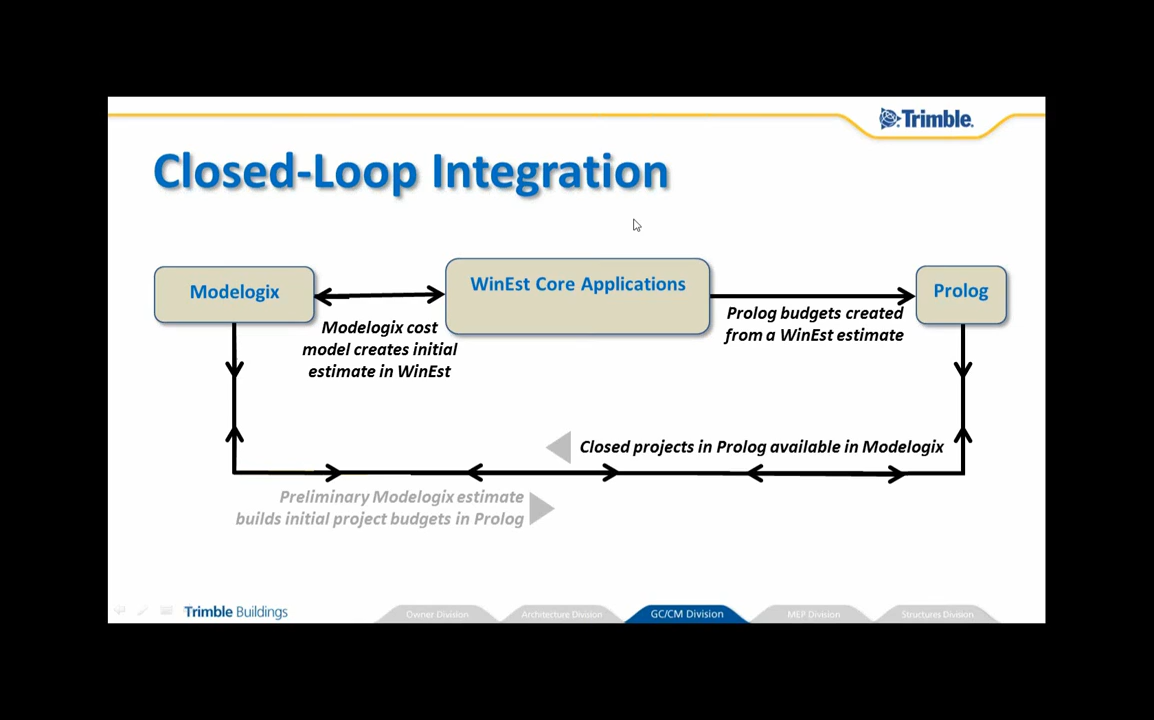 Trimble.
Closed-Loop Integration
Modelogix
WinEst Core Applications
Prolog
Modelogix cost
model creates initial
estimate in WinEst
Prolog budgets created
from a WinEst estimate
Closed projects in Prolog available in Modelogix
Preliminary Modelogix estimate
builds initial project budgets in Prolog
Trimble Buildings
Owner Division
Architecture Division
GC/CM Division
MEP Division
Structures Division